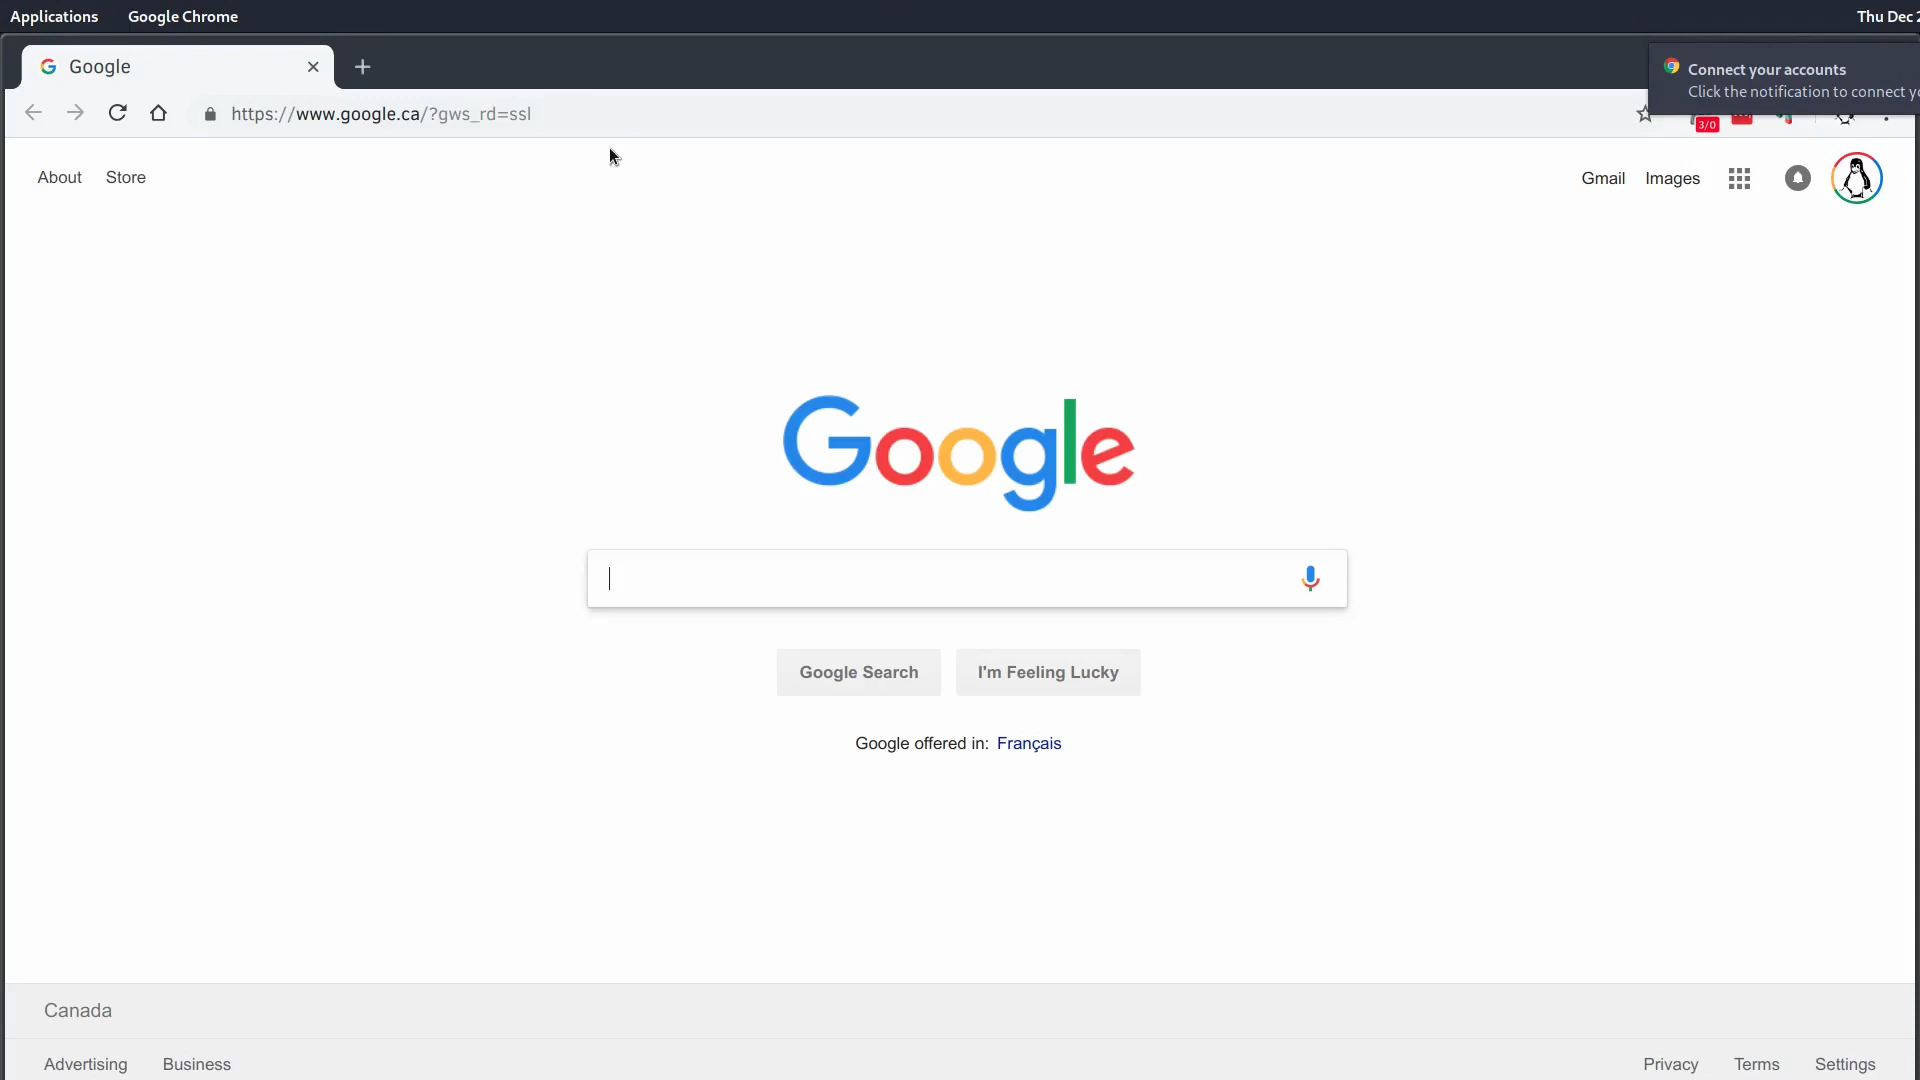 Applications Google Chrome Thu Dec
Google
Connect your accounts
Click the notification to connect
https://www.google.ca/?gws_rd=ssl
3/0
About Store Gmail Images
Google
Google Search I'm Feeling Lucky
Google offered in: Français
Canada
Advertising Business Privacy Terms Settings